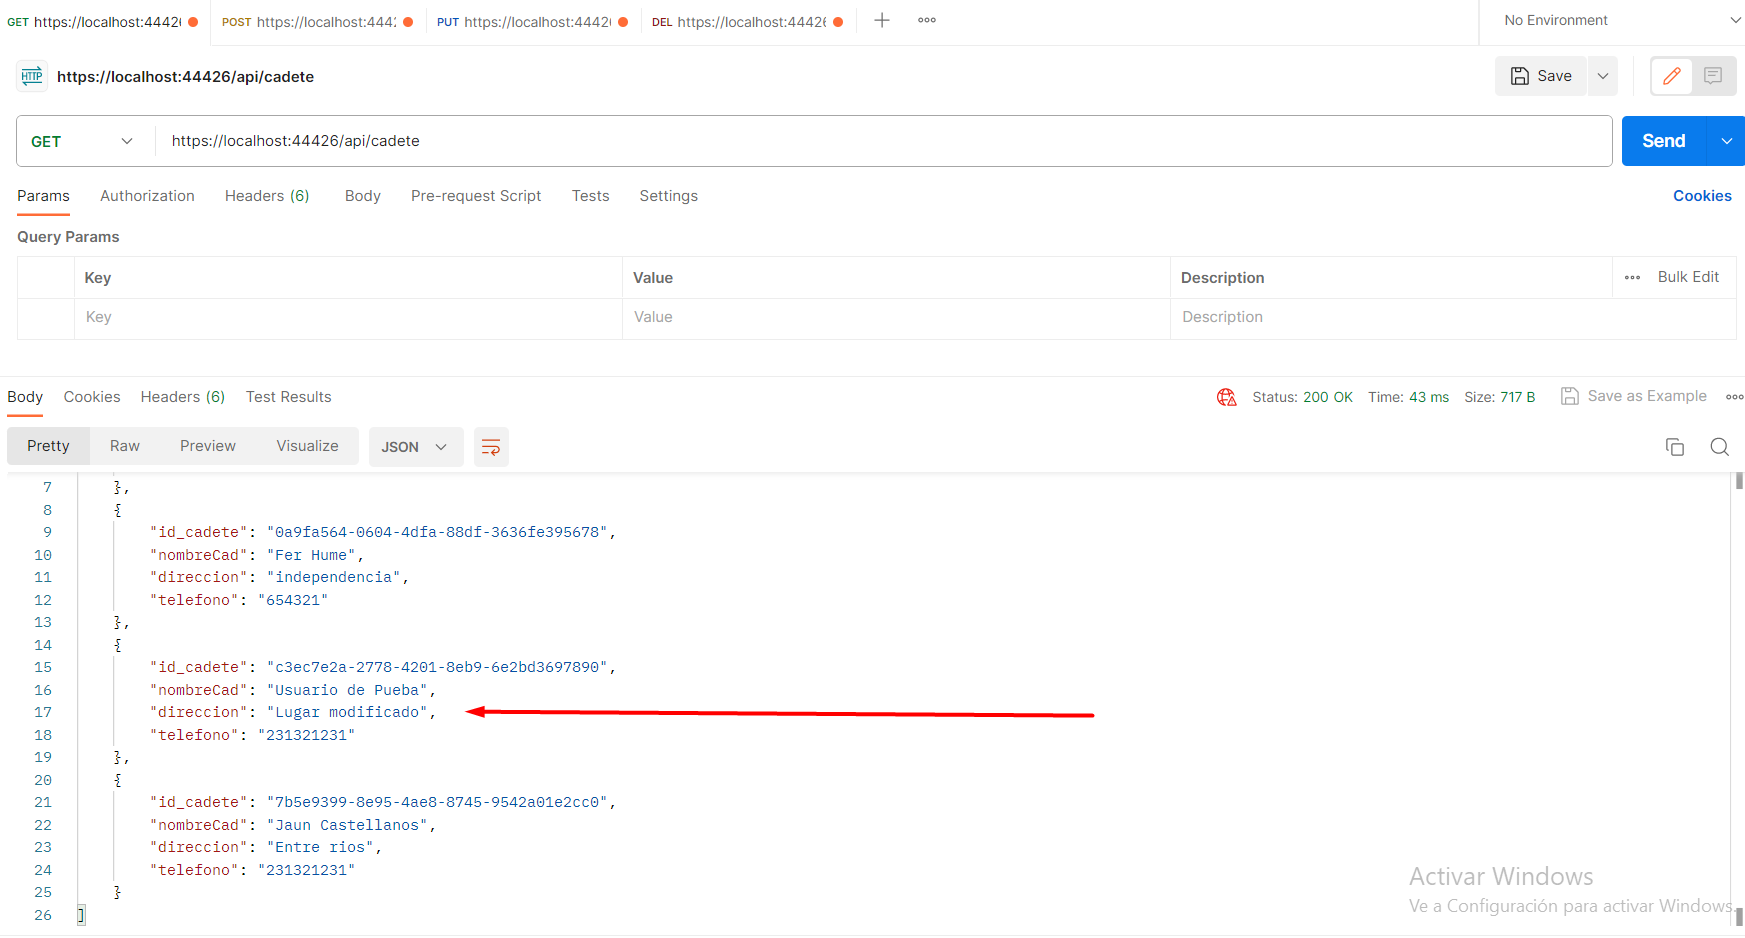 GET https://localhost:4442 POST https://localhost:444 PUT https://localhost:4442 DEL https://localhost:4442 No Environment
HTTP https://localhost:44426/api/cadete Save
GET https://localhost:44426/api/cadete Send
Params Authorization Headers (6) Body Pre-request Script Tests Settings Cookies
Query Params
Key Value Description Bulk Edit
Key Value Description
Body Cookies Headers (6) Test Results Status: 200 OK Time: 43 ms Size: 717 B Save as Example
Pretty Raw Preview Visualize JSON
7 },
8 {
9 "id_cadete": "0a9fa564-0604-4dfa-88df-3636fe395678",
10 "nombreCad": "Fer Hume",
11 "direccion": "independencia",
12 "telefono": "654321"
13 },
14 {
15 "id_cadete": "c3ec7e2a-2778-4201-8eb9-6e2bd3697890",
16 "nombreCad": "Usuario de Pueba",
17 "direccion": "Lugar modificado",
18 "telefono": "231321231"
19 },
20 {
21 "id_cadete": "7b5e9399-8e95-4ae8-8745-9542a01e2cc0",
22 "nombreCad": "Jaun Castellanos",
23 "direccion": "Entre rios",
24 "telefono": "231321231"
25 }
26 ]
Activar Windows
Ve a Configuración para activar Windows.